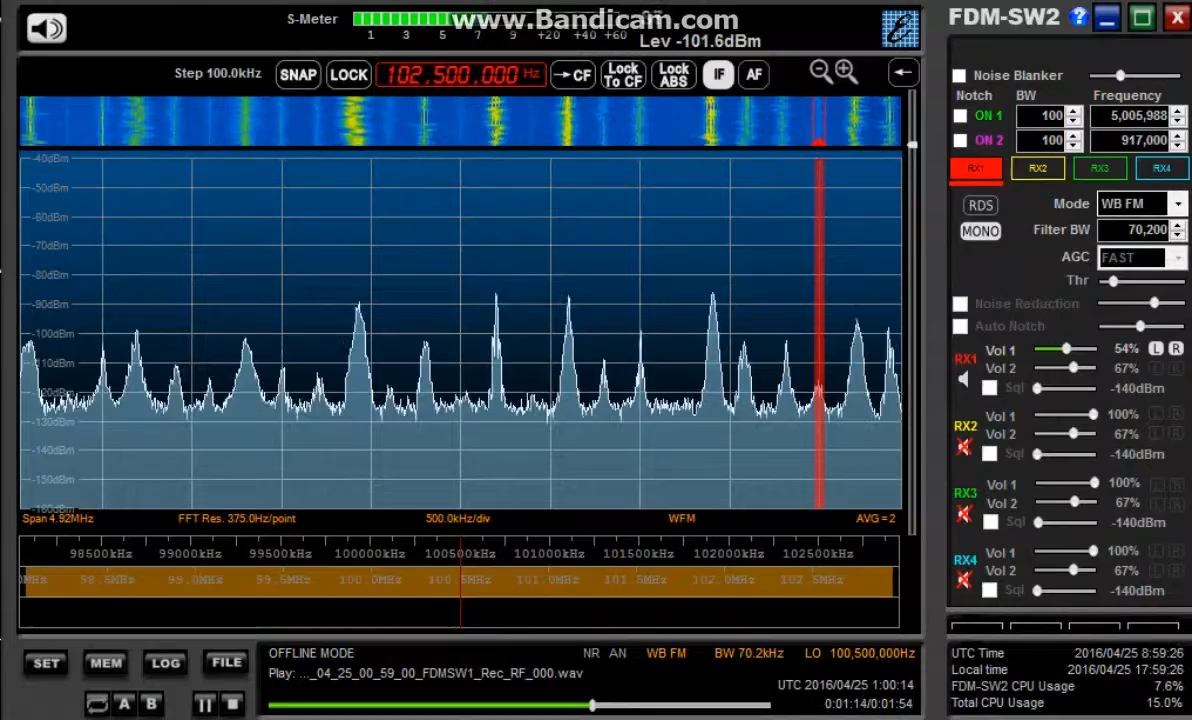 S-Meter
www.Bandicam.com
1 3 5 7 9 +20 +40 +60
Lev -101.6dBm
FDM-SW2
Step 100.0kHz
SNAP
LOCK
102,500,000 Hz
→CF
Lock To CF
Lock ABS
IF
AF
-40dBm
-50dBm
-60dBm
-70dBm
-80dBm
-90dBm
-100dBm
-110dBm
-120dBm
-130dBm
-140dBm
-150dBm
-160dBm
Span 4.92MHz
FFT Res. 375.0Hz/point
500.0kHz/div
WFM
AVG=2
98500kHz 99000kHz 99500kHz 100000kHz 100500kHz 101000kHz 101500kHz 102000kHz 102500kHz
98.5MHz 99.0MHz 99.5MHz 100.0MHz 100.5MHz 101.0MHz 101.5MHz 102.0MHz 102.5MHz
SET
MEM
LOG
FILE
A
B
OFFLINE MODE
NR AN WB FM BW 70.2kHz LO 100,500,000Hz
Play: ..._04_25_00_59_00_FDMSW1_Rec_RF_000.wav
UTC 2016/04/25 1:00:14
0:01:14/0:01:54
Noise Blanker
Notch BW Frequency
ON 1 100 5,005,988
ON 2 100 917,000
RX1 RX2 RX3 RX4
RDS
Mode WB FM
MONO
Filter BW 70,200
AGC FAST
Thr
Noise Reduction
Auto Notch
RX1
Vol 1 54% L R
Vol 2 67% L R
Sql -140dBm
RX2
Vol 1 100% L R
Vol 2 67% L R
Sql -140dBm
RX3
Vol 1 100% L R
Vol 2 67% L R
Sql -140dBm
RX4
Vol 1 100% L R
Vol 2 67% L R
Sql -140dBm
UTC Time 2016/04/25 8:59:26
Local time 2016/04/25 17:59:26
FDM-SW2 CPU Usage 7.6%
Total CPU Usage 15.0%